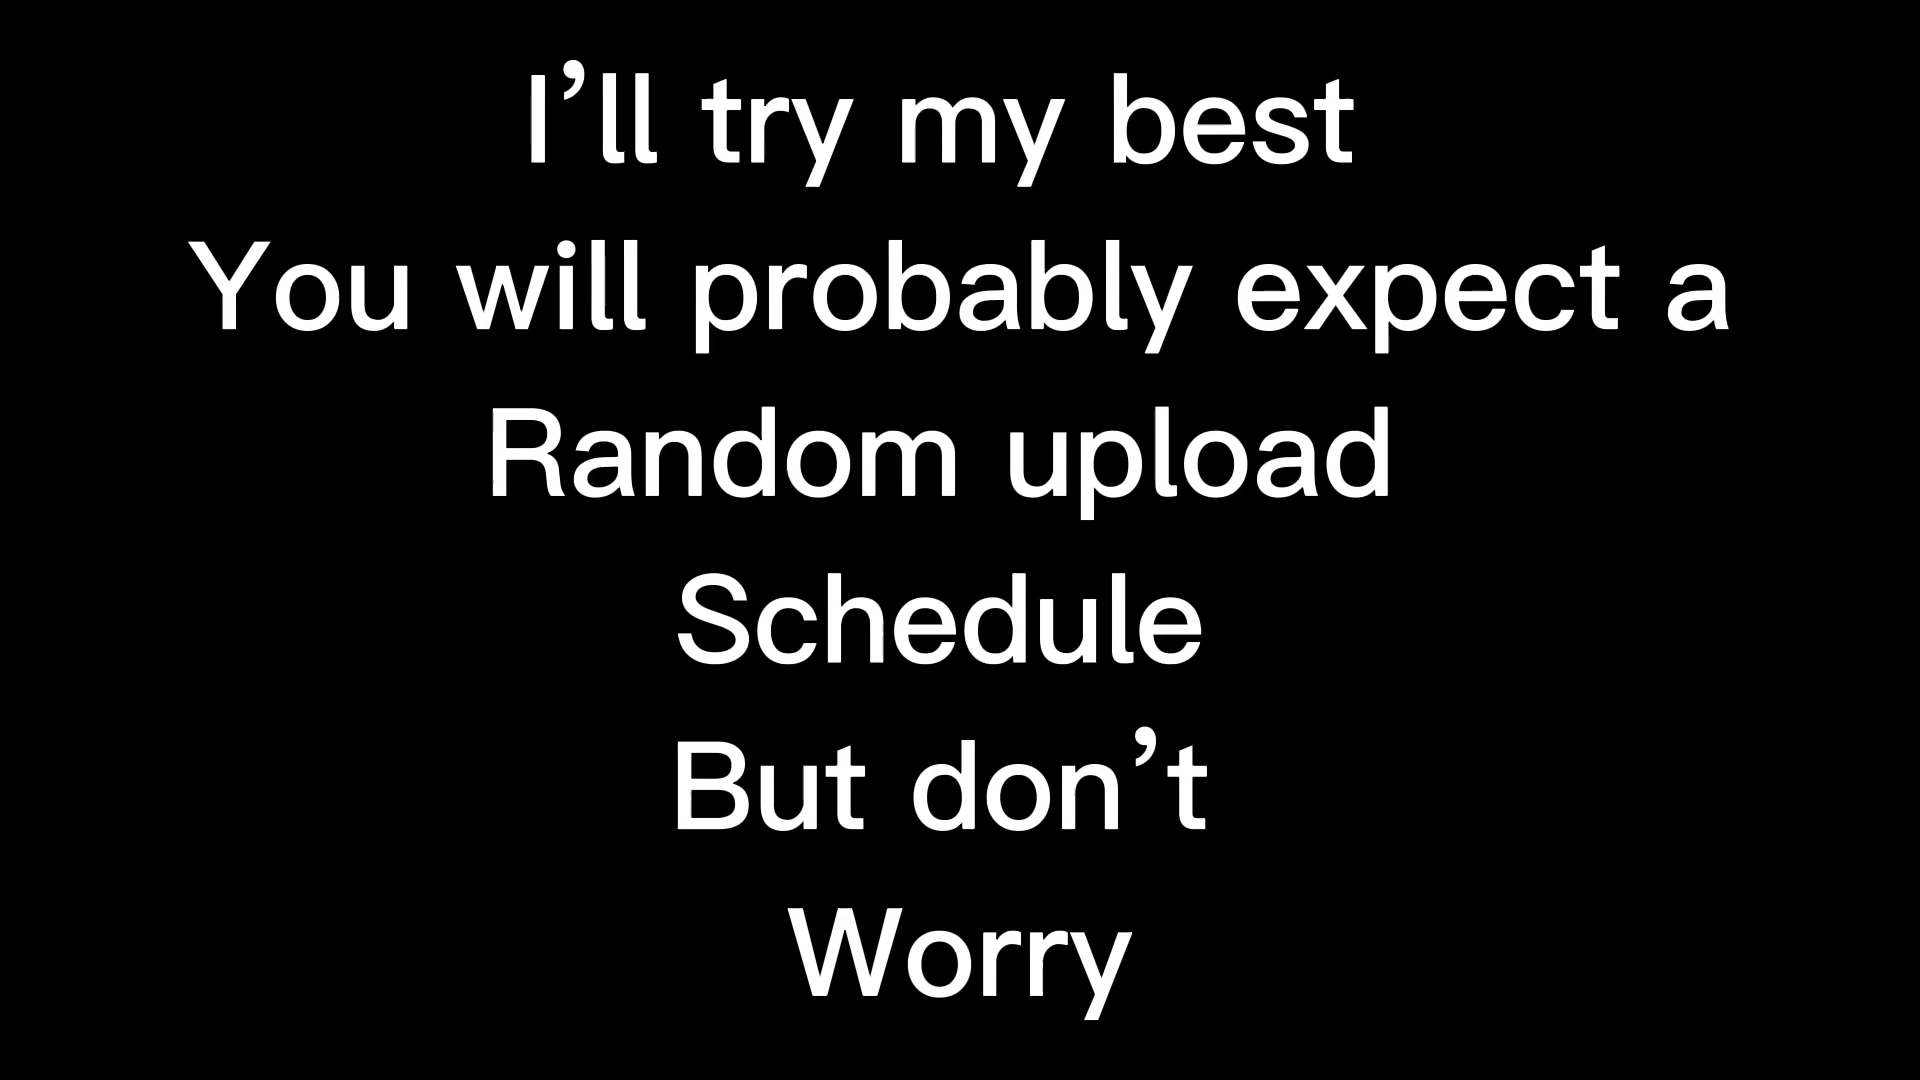 I’ll try my best
You will probably expect a
Random upload
Schedule
But don’t
Worry